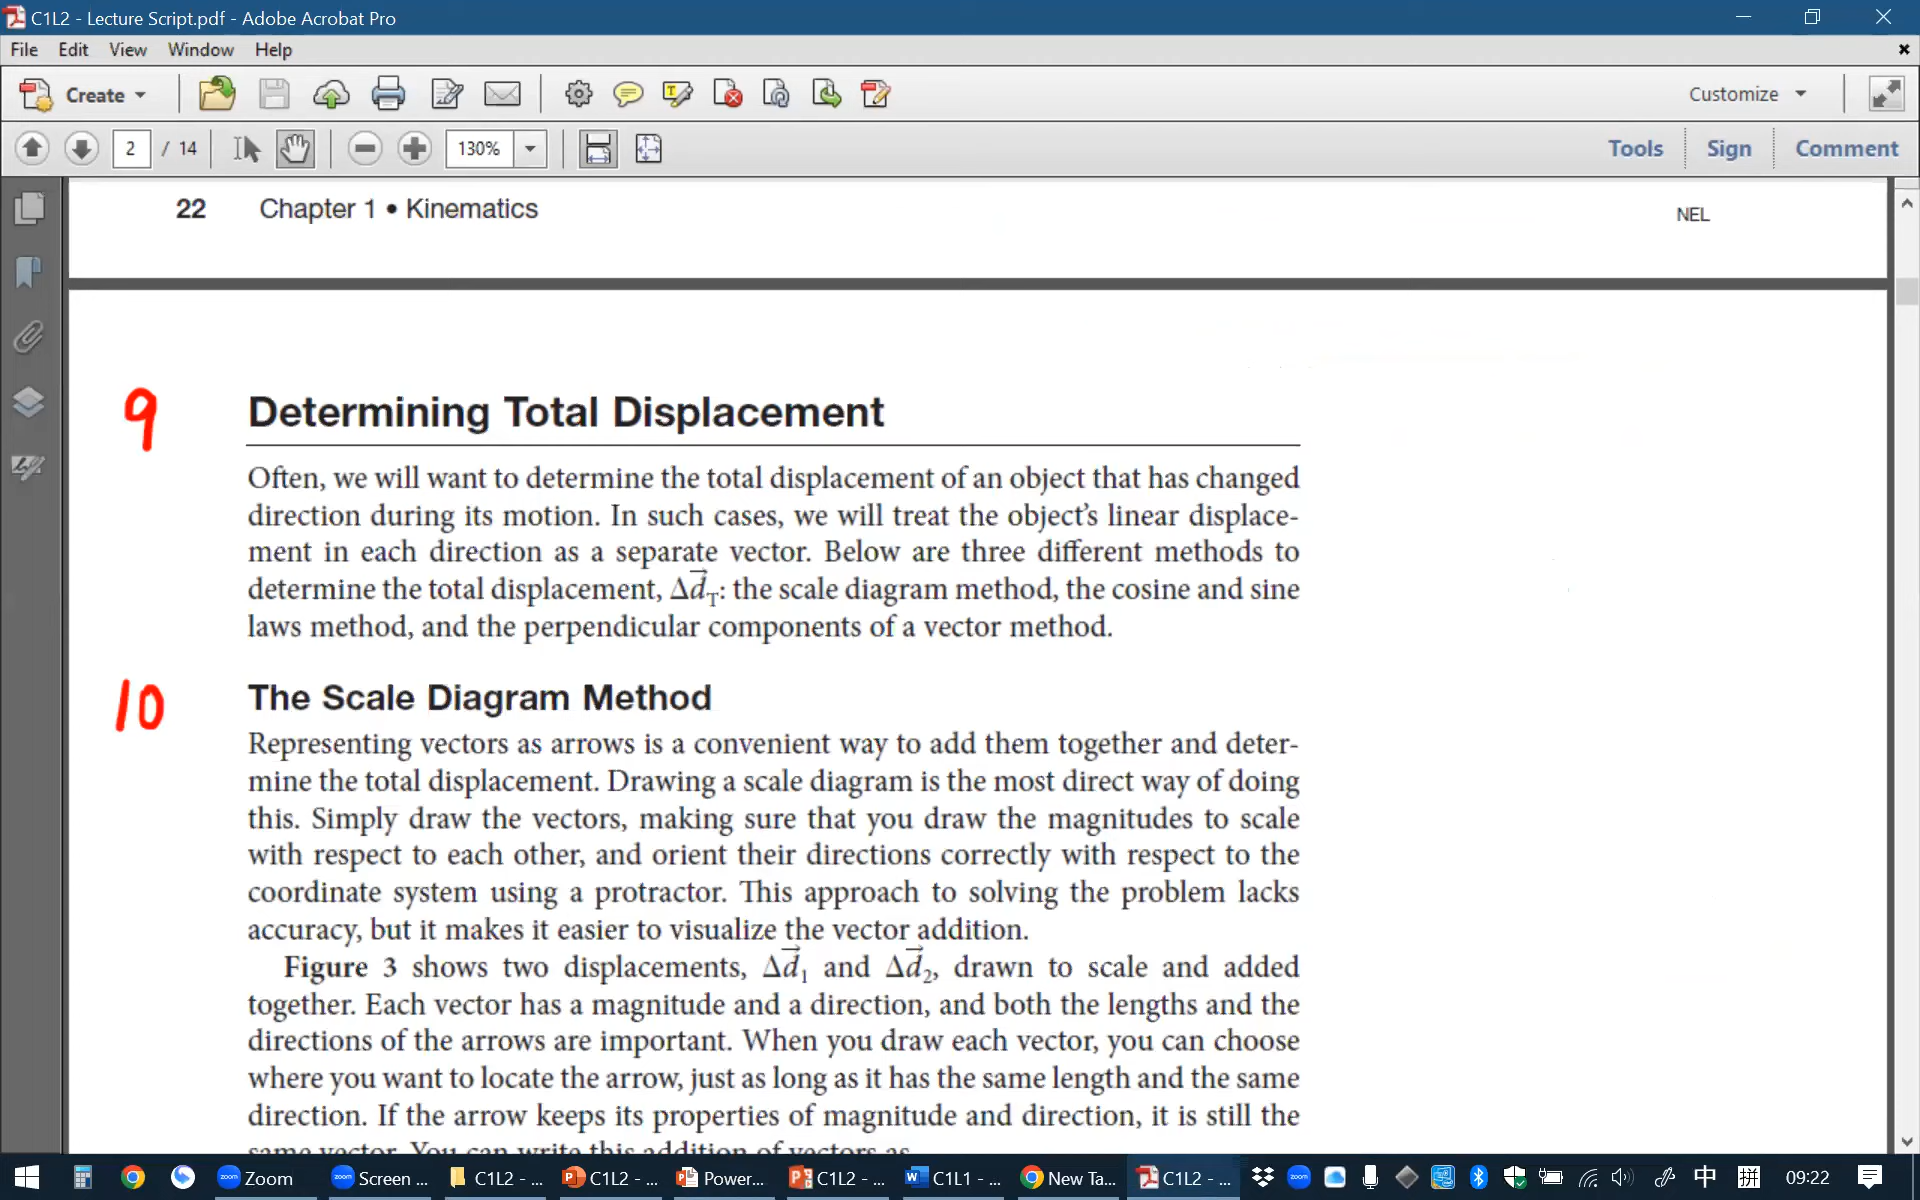 C1L2 - Lecture Script.pdf - Adobe Acrobat Pro
File Edit View Window Help
Create
Customize
2 / 14
130%
Tools Sign Comment
22 Chapter 1 • Kinematics
NEL
9
Determining Total Displacement
Often, we will want to determine the total displacement of an object that has changed
direction during its motion. In such cases, we will treat the object's linear displace-
ment in each direction as a separate vector. Below are three different methods to
determine the total displacement, Δd⃗T: the scale diagram method, the cosine and sine
laws method, and the perpendicular components of a vector method.
10
The Scale Diagram Method
Representing vectors as arrows is a convenient way to add them together and deter-
mine the total displacement. Drawing a scale diagram is the most direct way of doing
this. Simply draw the vectors, making sure that you draw the magnitudes to scale
with respect to each other, and orient their directions correctly with respect to the
coordinate system using a protractor. This approach to solving the problem lacks
accuracy, but it makes it easier to visualize the vector addition.
Figure 3 shows two displacements, Δd⃗1 and Δd⃗2, drawn to scale and added
together. Each vector has a magnitude and a direction, and both the lengths and the
directions of the arrows are important. When you draw each vector, you can choose
where you want to locate the arrow, just as long as it has the same length and the same
direction. If the arrow keeps its properties of magnitude and direction, it is still the
same vector. You can write this addition of vectors as
Zoom Screen ... C1L2 - ... C1L2 - ... Power... C1L2 - ... C1L1 - ... New Ta... C1L2 - ... 中 拼 09:22